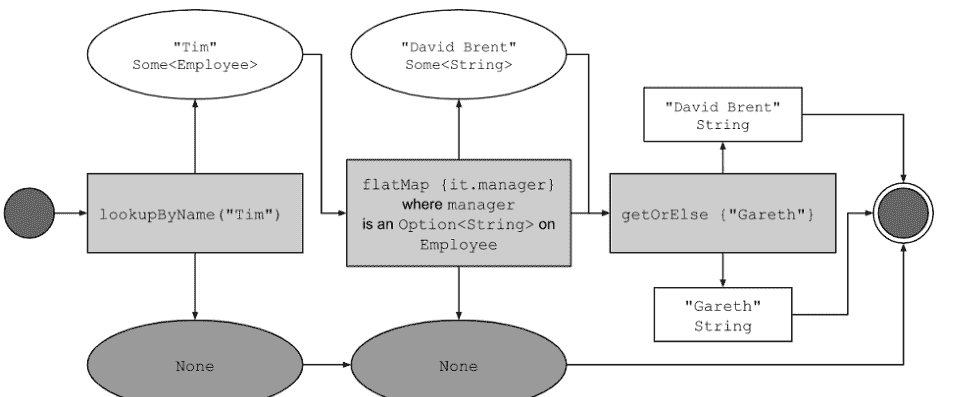 "Tim"
Some<Employee>
"David Brent"
Some<String>
"David Brent"
String
lookupByName("Tim")
flatMap {it.manager}
where manager
is an Option<String> on
Employee
getOrElse {"Gareth"}
"Gareth"
String
None
None